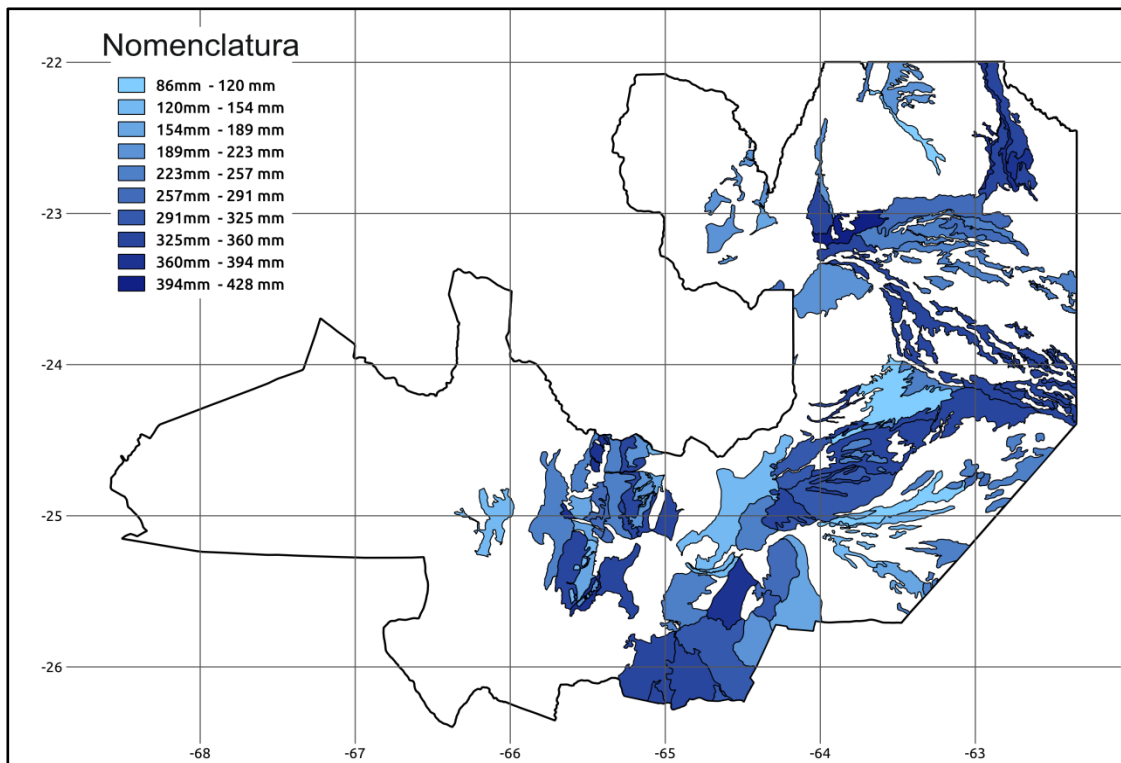 Nomenclatura
86mm - 120 mm
120mm - 154 mm
154mm - 189 mm
189mm - 223 mm
223mm - 257 mm
257mm - 291 mm
291mm - 325 mm
325mm - 360 mm
360mm - 394 mm
394mm - 428 mm
-22
-23
-24
-25
-26
-68
-67
-66
-65
-64
-63